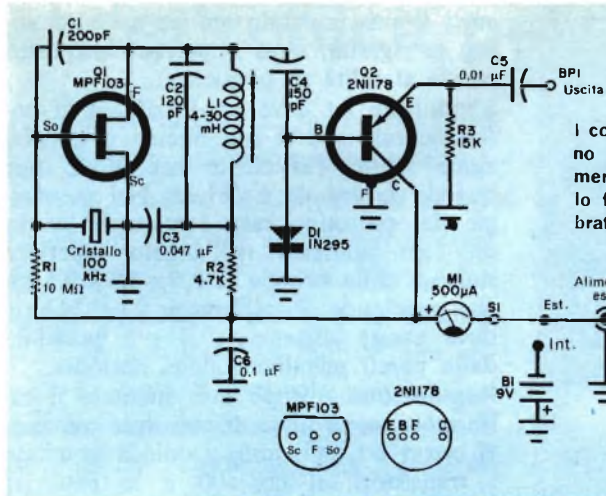 C1
200pF
Q1
MPF103
F
So
Sc
C2
120
pF
L1
4-30
mH
C4
150
pF
Q2
2N1178
B
E
C
F
0,01 µF
C5
BP1
Uscita
R3
15K
D1
1N295
Cristallo
100
kHz
C3
0,047 µF
R1
10 MΩ
R2
4.7K
C6
0.1 µF
+
M1
500µA
S1
Est.
Int.
B1
9V
+
MPF103
Sc F So
2N1178
E B F C
I co
no
mer
lo f
brat
Alime
es